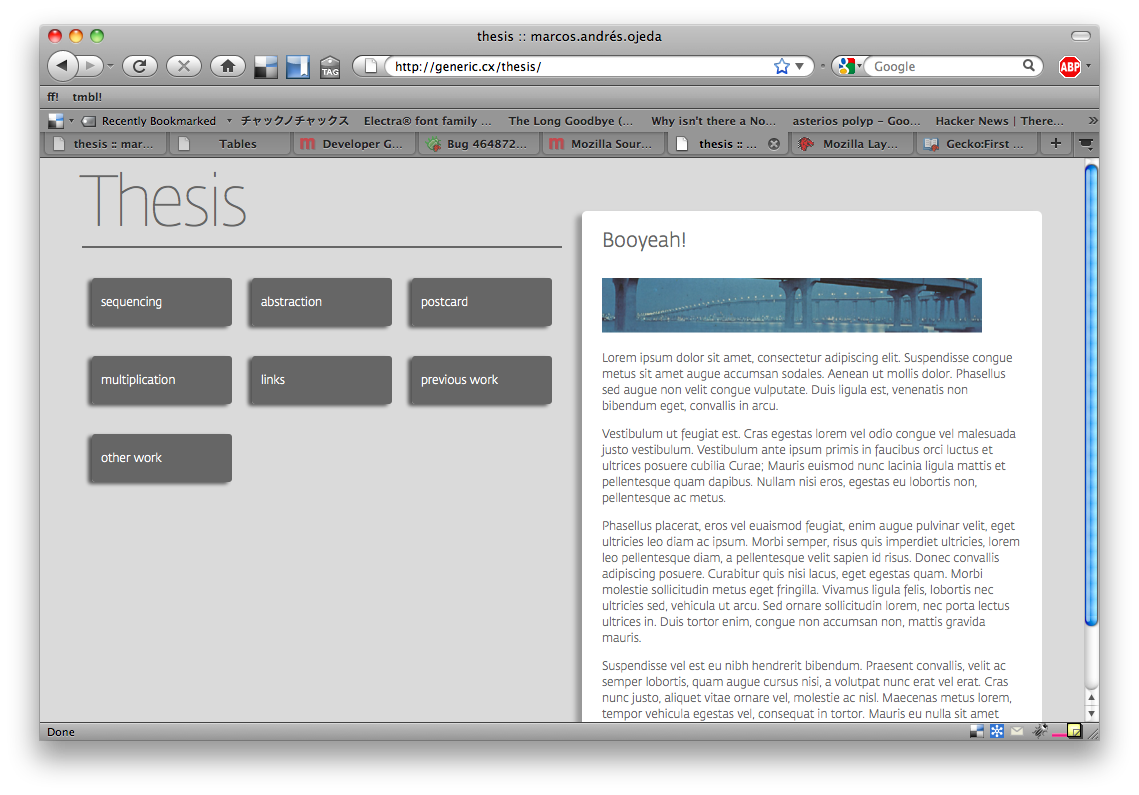 thesis :: marcos.andrés.ojeda
TAG
http://generic.cx/thesis/
Google
ABP
ff! tmbl!
Recently Bookmarked チャックノチャックス Electra® font family ... The Long Goodbye (... Why isn't there a No... asterios polyp – Goo... Hacker News | There... »
thesis :: mar... Tables Developer G... Bug 464872... Mozilla Sour... thesis :: ... Mozilla Lay... Gecko:First ...
Thesis
sequencing abstraction postcard
multiplication links previous work
other work
Booyeah!
Lorem ipsum dolor sit amet, consectetur adipiscing elit. Suspendisse congue
metus sit amet augue accumsan sodales. Aenean ut mollis dolor. Phasellus
sed augue non velit congue vulputate. Duis ligula est, venenatis non
bibendum eget, convallis in arcu.
Vestibulum ut feugiat est. Cras egestas lorem vel odio congue vel malesuada
justo vestibulum. Vestibulum ante ipsum primis in faucibus orci luctus et
ultrices posuere cubilia Curae; Mauris euismod nunc lacinia ligula mattis et
pellentesque quam dapibus. Nullam nisi eros, egestas eu lobortis non,
pellentesque ac metus.
Phasellus placerat, eros vel euaismod feugiat, enim augue pulvinar velit, eget
ultricies leo diam ac ipsum. Morbi semper, risus quis imperdiet ultricies, lorem
leo pellentesque diam, a pellentesque velit sapien id risus. Donec convallis
adipiscing posuere. Curabitur quis nisi lacus, eget egestas quam. Morbi
molestie sollicitudin metus eget fringilla. Vivamus ligula felis, lobortis nec
ultricies sed, vehicula ut arcu. Sed ornare sollicitudin lorem, nec porta lectus
ultrices in. Duis tortor enim, congue non accumsan non, mattis gravida
mauris.
Suspendisse vel est eu nibh hendrerit bibendum. Praesent convallis, velit ac
semper lobortis, quam augue cursus nisi, a volutpat nunc erat vel erat. Cras
nunc justo, aliquet vitae ornare vel, molestie ac nisl. Maecenas metus lorem,
tempor vehicula egestas vel, consequat in tortor. Mauris eu nulla sit amet
Done